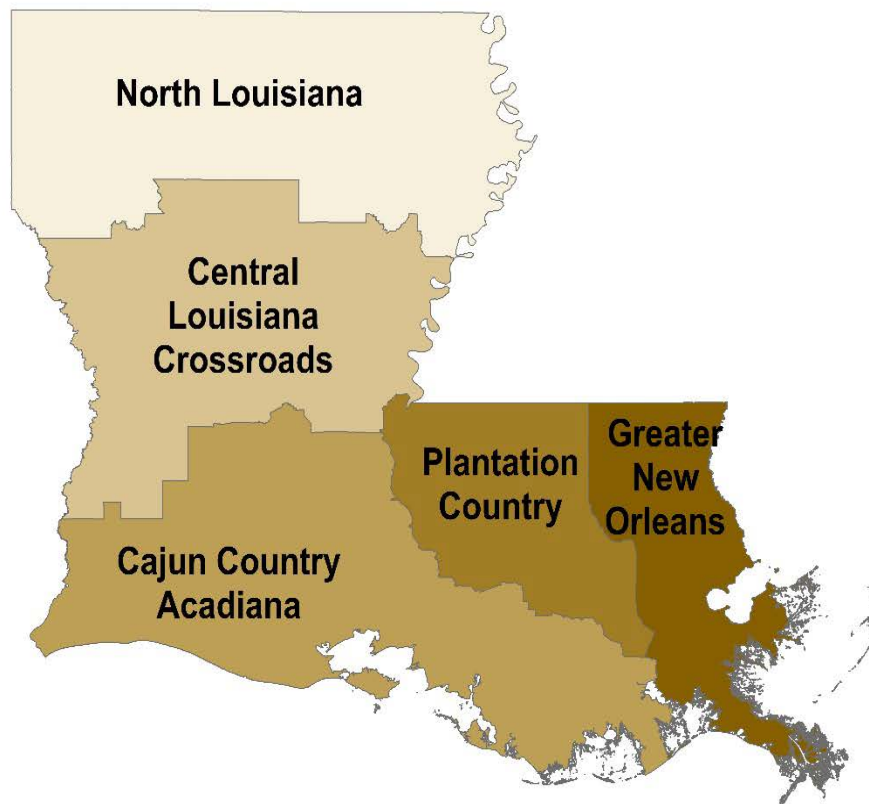 North Louisiana
Central
Louisiana
Crossroads
Plantation
Country
Greater
New
Orleans
Cajun Country
Acadiana